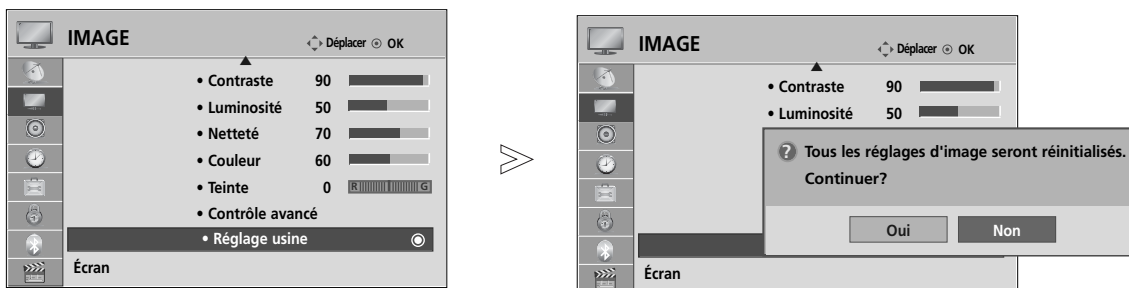 IMAGE
Déplacer OK
• Contraste 90
• Luminosité 50
• Netteté 70
• Couleur 60
• Teinte 0 R G
• Contrôle avancé
• Réglage usine
Écran
IMAGE
Déplacer OK
• Contraste 90
• Luminosité 50
? Tous les réglages d'image seront réinitialisés.
Continuer?
Oui Non
Écran